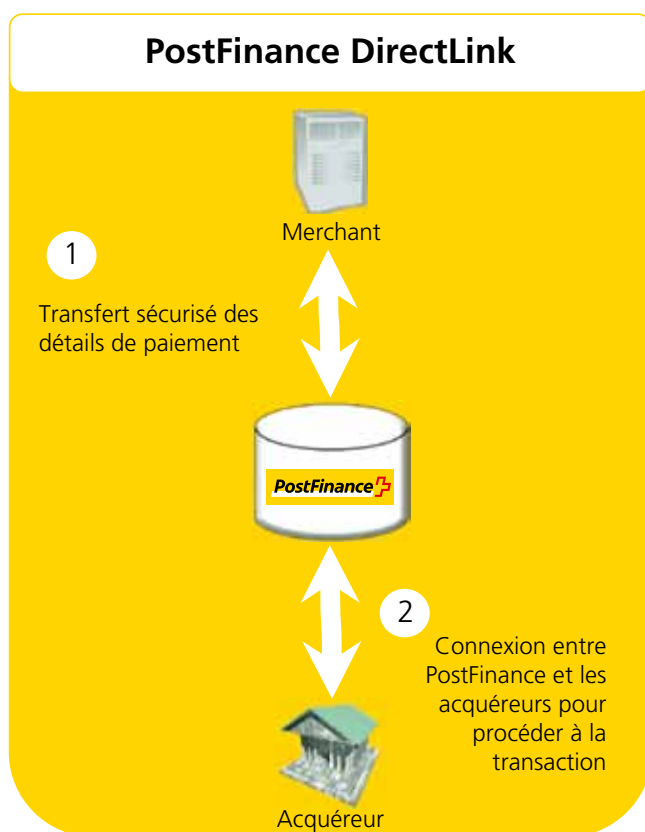 PostFinance DirectLink
Merchant
1
Transfert sécurisé des
détails de paiement
PostFinance
2
Connexion entre
PostFinance et les
acquéreurs pour
procéder à la
transaction
Acquéreur